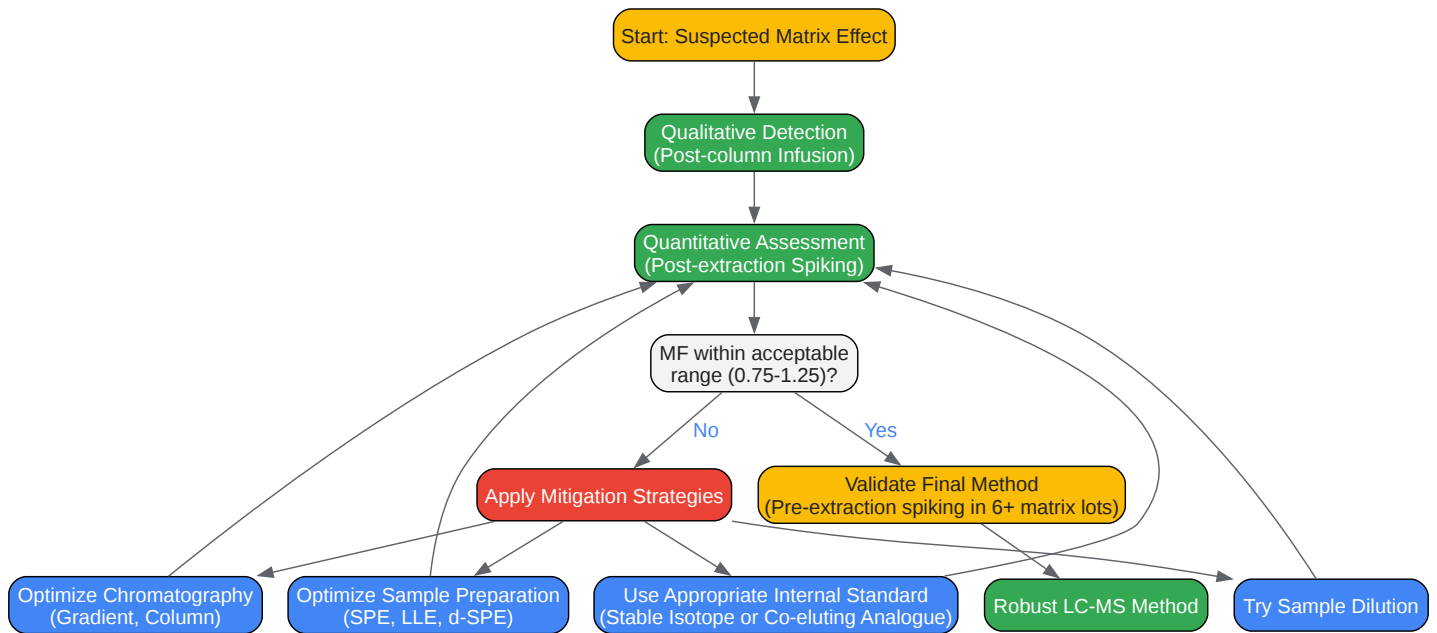 Start: Suspected Matrix Effect
Qualitative Detection
(Post-column Infusion)
Quantitative Assessment
(Post-extraction Spiking)
MF within acceptable
range (0.75-1.25)?
No
Yes
Apply Mitigation Strategies
Validate Final Method
(Pre-extraction spiking in 6+ matrix lots)
Optimize Chromatography
(Gradient, Column)
Optimize Sample Preparation
(SPE, LLE, d-SPE)
Use Appropriate Internal Standard
(Stable Isotope or Co-eluting Analogue)
Robust LC-MS Method
Try Sample Dilution